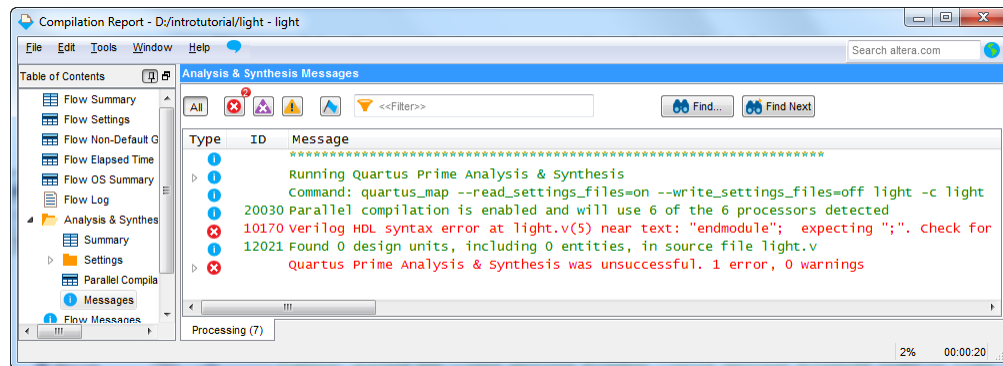 Compilation Report - D:/introtutorial/light - light
File Edit Tools Window Help
Search altera.com
Table of Contents
Flow Summary
Flow Settings
Flow Non-Default G
Flow Elapsed Time
Flow OS Summary
Flow Log
Analysis & Synthes
Summary
Settings
Parallel Compila
Messages
Flow Messages
Analysis & Synthesis Messages
All 2 <<Filter>> Find... Find Next
Type ID Message
*******************************************************************
Running Quartus Prime Analysis & Synthesis
Command: quartus_map --read_settings_files=on --write_settings_files=off light -c light
20030 Parallel compilation is enabled and will use 6 of the 6 processors detected
10170 Verilog HDL syntax error at light.v(5) near text: "endmodule"; expecting ";". Check for
12021 Found 0 design units, including 0 entities, in source file light.v
Quartus Prime Analysis & Synthesis was unsuccessful. 1 error, 0 warnings
Processing (7)
2% 00:00:20